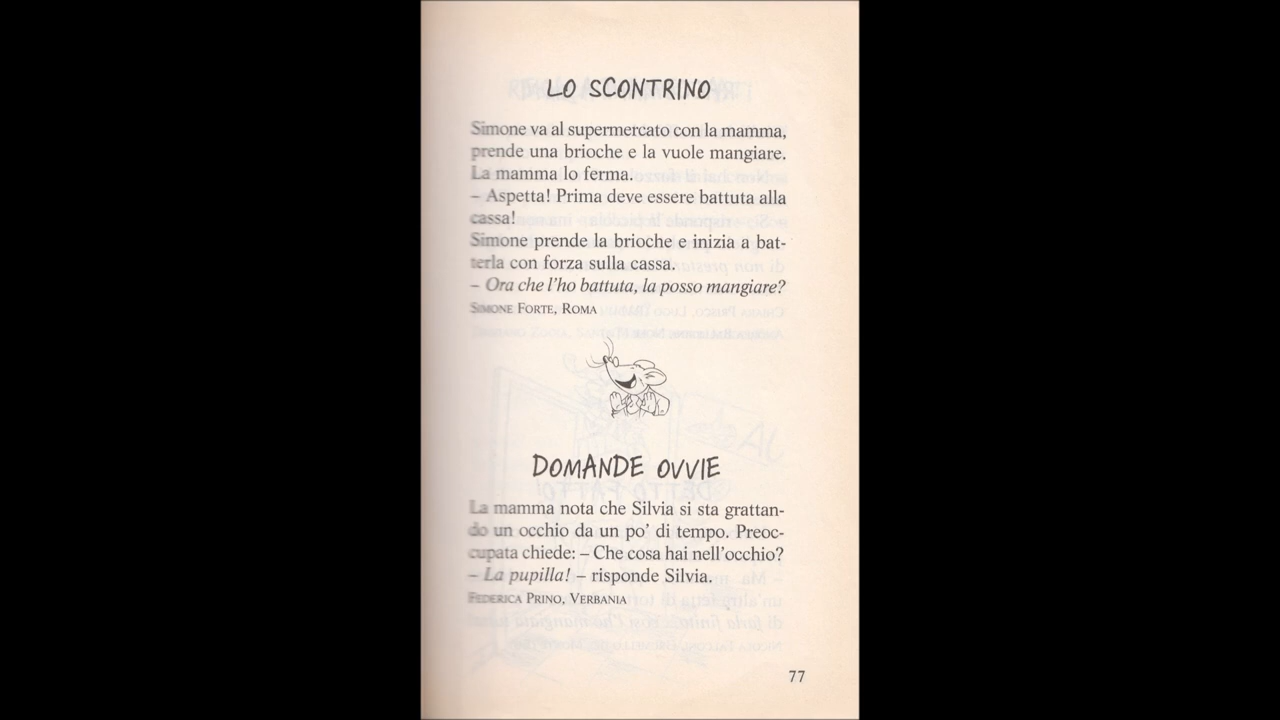 LO SCONTRINO
Simone va al supermercato con la mamma,
prende una brioche e la vuole mangiare.
La mamma lo ferma.
– Aspetta! Prima deve essere battuta alla
cassa!
Simone prende la brioche e inizia a bat-
terla con forza sulla cassa.
– Ora che l’ho battuta, la posso mangiare?
SIMONE FORTE, ROMA
DOMANDE OVVIE
La mamma nota che Silvia si sta grattan-
do un occhio da un po’ di tempo. Preoc-
cupata chiede: – Che cosa hai nell’occhio?
– La pupilla! – risponde Silvia.
FEDERICA PRINO, VERBANIA
77